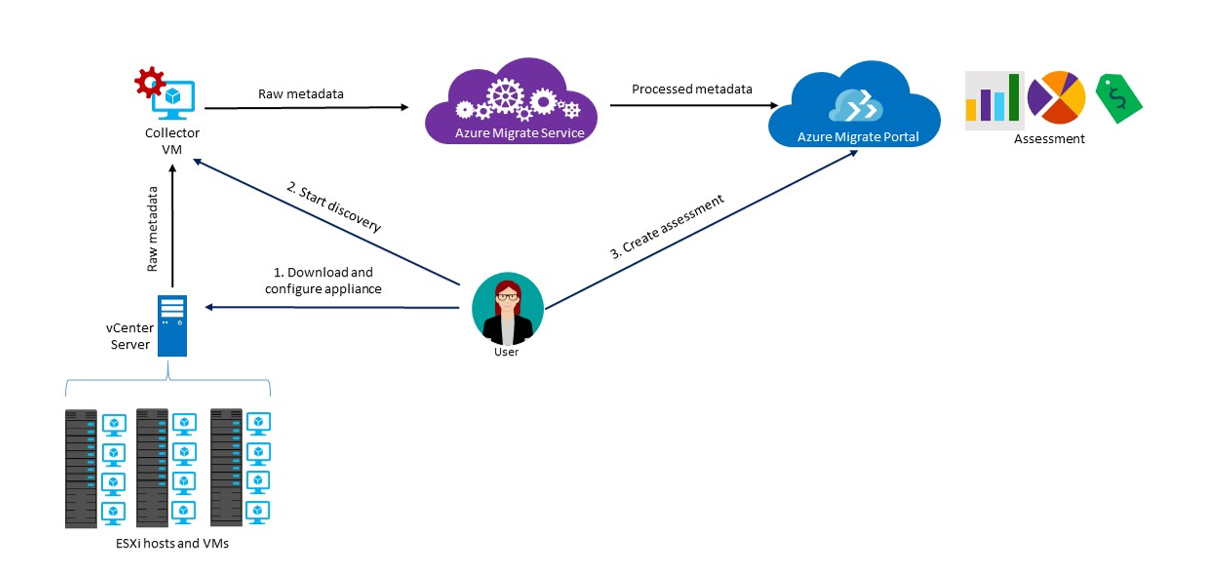 Raw metadata
Processed metadata
Collector
VM
Azure Migrate Service
Azure Migrate Portal
Assessment
2. Start discovery
3. Create assessment
Raw metadata
1. Download and
configure appliance
vCenter
Server
User
ESXi hosts and VMs